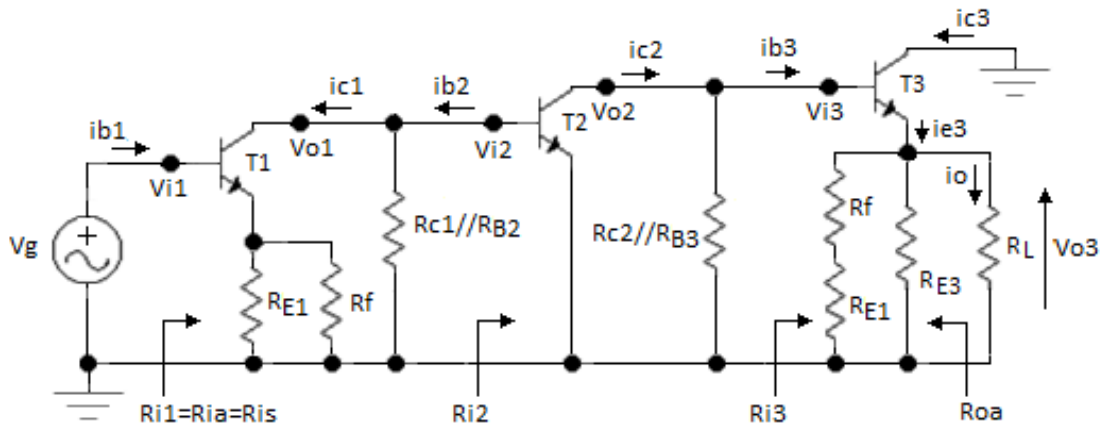 ic3
ic2
ib3
ic1
ib2
T3
Vo2
Vi3
ib1
Vo1
Vi2
T2
ie3
T1
Vi1
io
Rf
Rc1//RB2
Rc2//RB3
RL
Vo3
Vg
RE3
RE1
Rf
RE1
Ri1=Ria=Ris
Ri2
Ri3
Roa